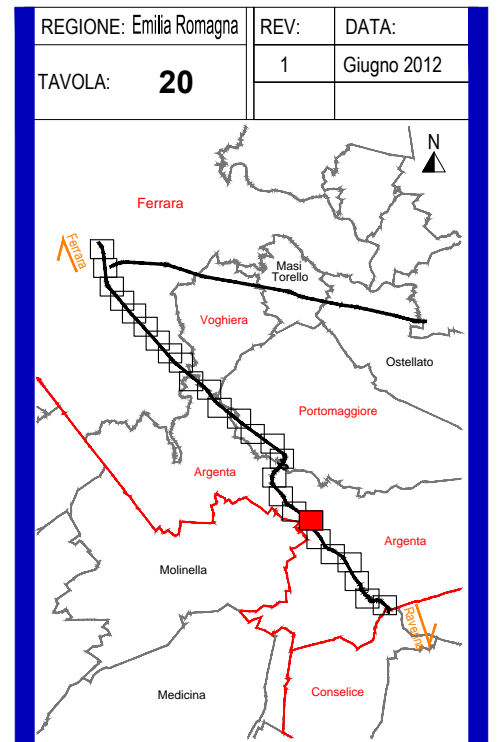 REGIONE: Emilia Romagna
REV:
DATA:
TAVOLA: 20
1
Giugno 2012
N
Ferrara
Ferrara
Masi
Torello
Voghiera
Ostellato
Portomaggiore
Argenta
Argenta
Molinella
Ravenna
Medicina
Conselice